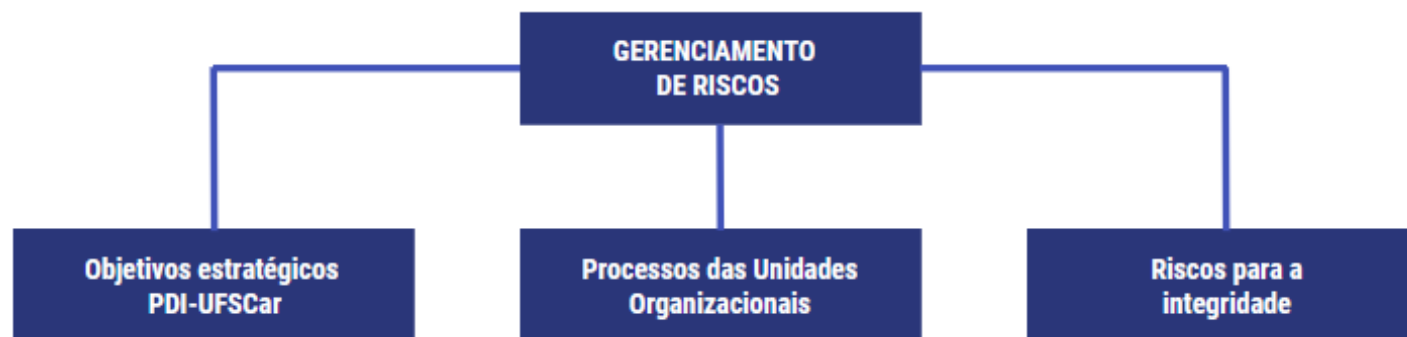 GERENCIAMENTO
DE RISCOS
Objetivos estratégicos
PDI-UFSCar
Processos das Unidades
Organizacionais
Riscos para a
integridade